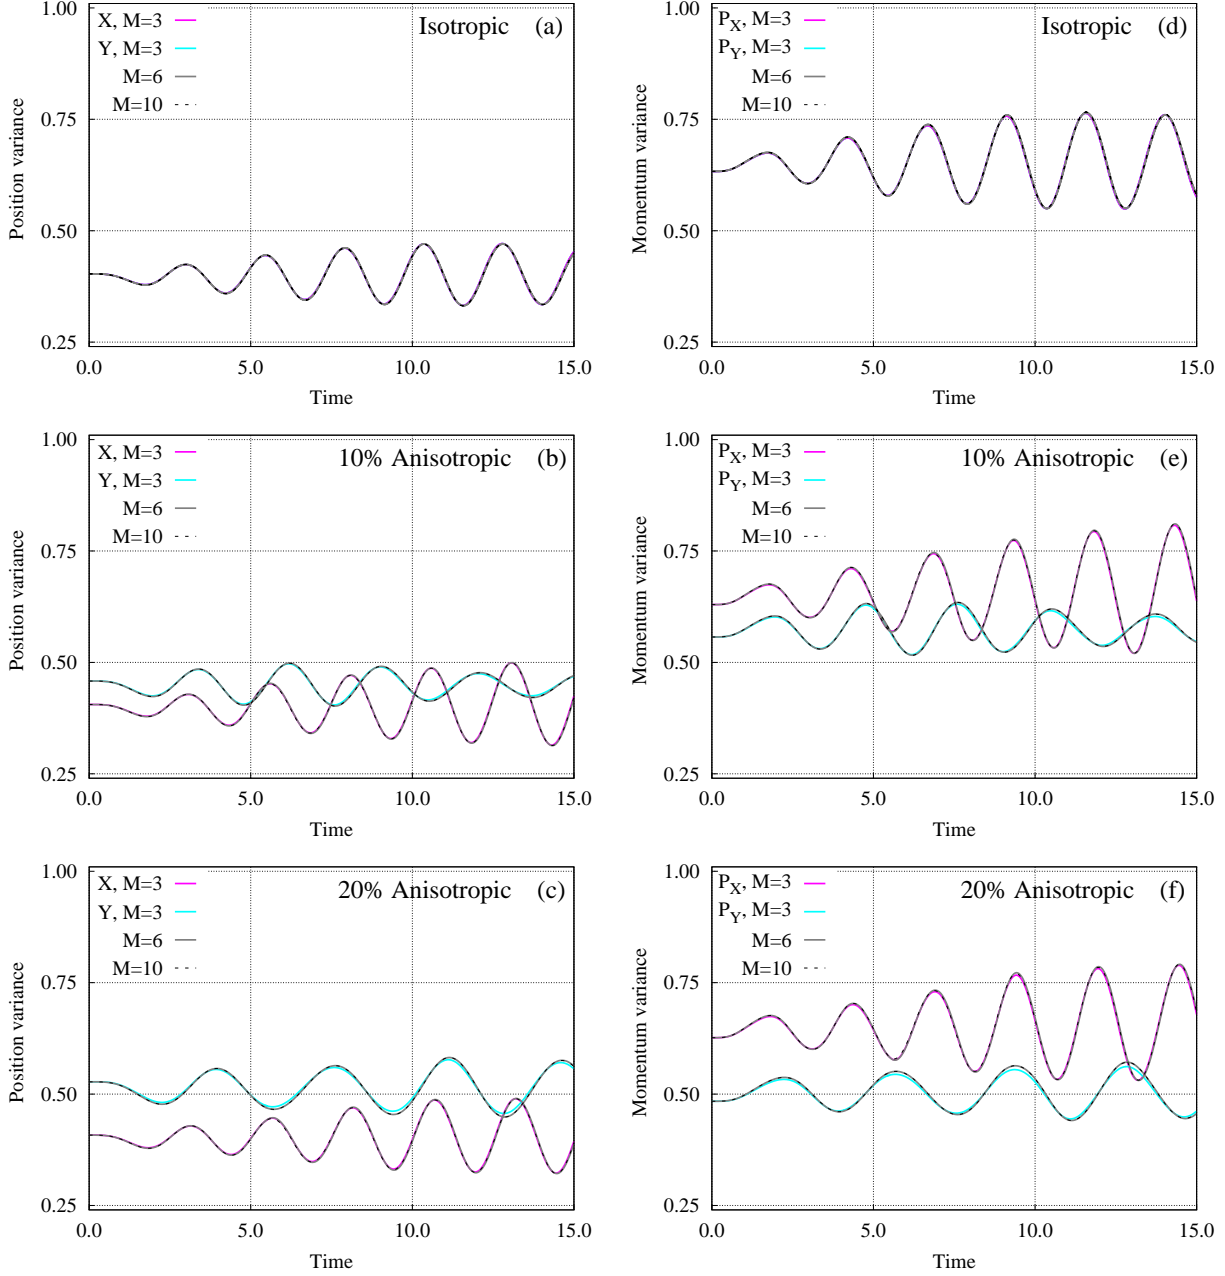 1.00
X, M=3
Y, M=3
M=6
M=10
Isotropic (a)
0.75
0.50
0.25
Position variance
0.0 5.0 10.0 15.0
Time
1.00
P_X, M=3
P_Y, M=3
M=6
M=10
Isotropic (d)
0.75
0.50
0.25
Momentum variance
0.0 5.0 10.0 15.0
Time
1.00
X, M=3
Y, M=3
M=6
M=10
10% Anisotropic (b)
0.75
0.50
0.25
Position variance
0.0 5.0 10.0 15.0
Time
1.00
P_X, M=3
P_Y, M=3
M=6
M=10
10% Anisotropic (e)
0.75
0.50
0.25
Momentum variance
0.0 5.0 10.0 15.0
Time
1.00
X, M=3
Y, M=3
M=6
M=10
20% Anisotropic (c)
0.75
0.50
0.25
Position variance
0.0 5.0 10.0 15.0
Time
1.00
P_X, M=3
P_Y, M=3
M=6
M=10
20% Anisotropic (f)
0.75
0.50
0.25
Momentum variance
0.0 5.0 10.0 15.0
Time